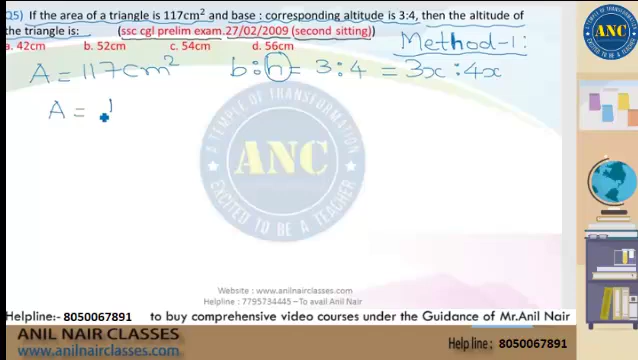 Q5) If the area of a triangle is 117cm² and base : corresponding altitude is 3:4, then the altitude of
the triangle is: (ssc cgl prelim exam.27/02/2009 (second sitting))
a. 42cm b. 52cm c. 54cm d. 56cm
Method-1:
A = 117cm² b:h = 3:4 = 3x:4x
A = 1
A TEMPLE OF TRANSFORMATION
ANC
EXCITED TO BE A TEACHER
ANC
Website : www.anilnairclasses.com
Helpline : 7795734445 - To avail Anil Nair
Helpline:- 8050067891 to buy comprehensive video courses under the Guidance of Mr.Anil Nair
ANIL NAIR CLASSES
www.anilnairclasses.com
Help line ; 8050067891